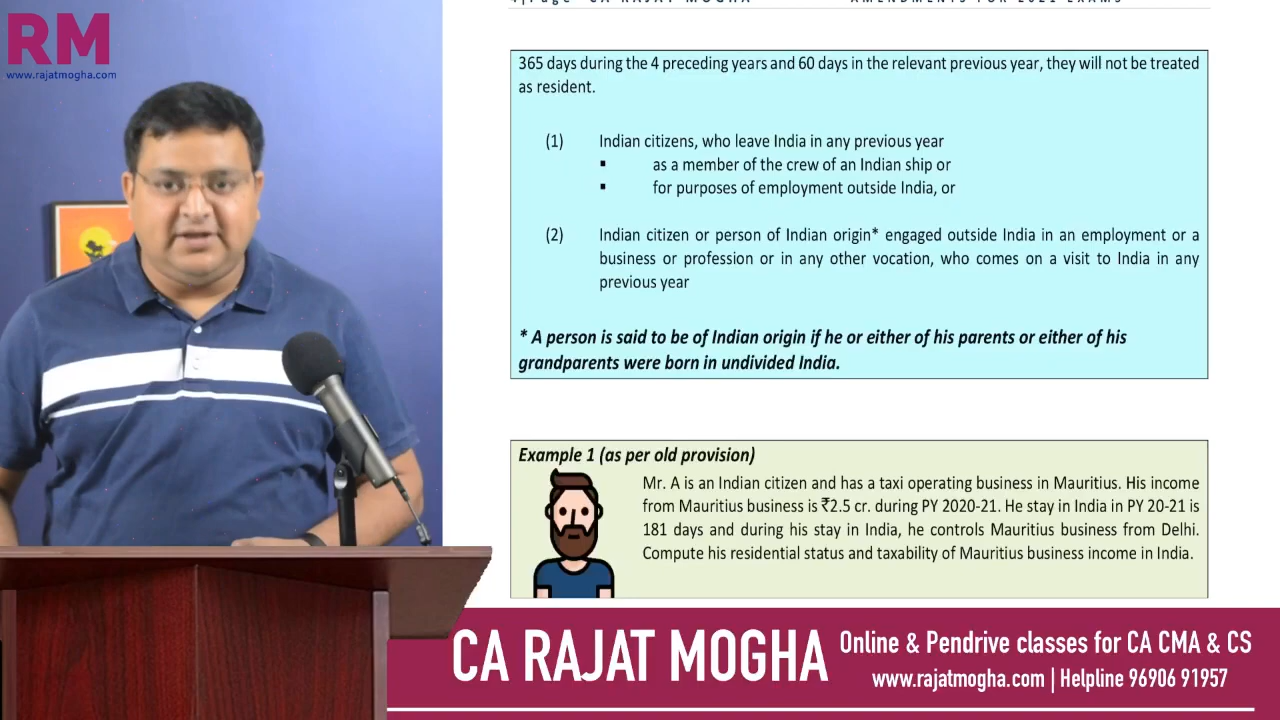 RM
www.rajatmogha.com
4 | P a g e CA RAJAT MOGHA AMENDMENTS FOR 2021 EXAMS
365 days during the 4 preceding years and 60 days in the relevant previous year, they will not be treated
as resident.
(1) Indian citizens, who leave India in any previous year
▪ as a member of the crew of an Indian ship or
▪ for purposes of employment outside India, or
(2) Indian citizen or person of Indian origin* engaged outside India in an employment or a
business or profession or in any other vocation, who comes on a visit to India in any
previous year
* A person is said to be of Indian origin if he or either of his parents or either of his
grandparents were born in undivided India.
Example 1 (as per old provision)
Mr. A is an Indian citizen and has a taxi operating business in Mauritius. His income
from Mauritius business is ₹2.5 cr. during PY 2020-21. He stay in India in PY 20-21 is
181 days and during his stay in India, he controls Mauritius business from Delhi.
Compute his residential status and taxability of Mauritius business income in India.
CA RAJAT MOGHA
Online & Pendrive classes for CA CMA & CS
www.rajatmogha.com | Helpline 96906 91957